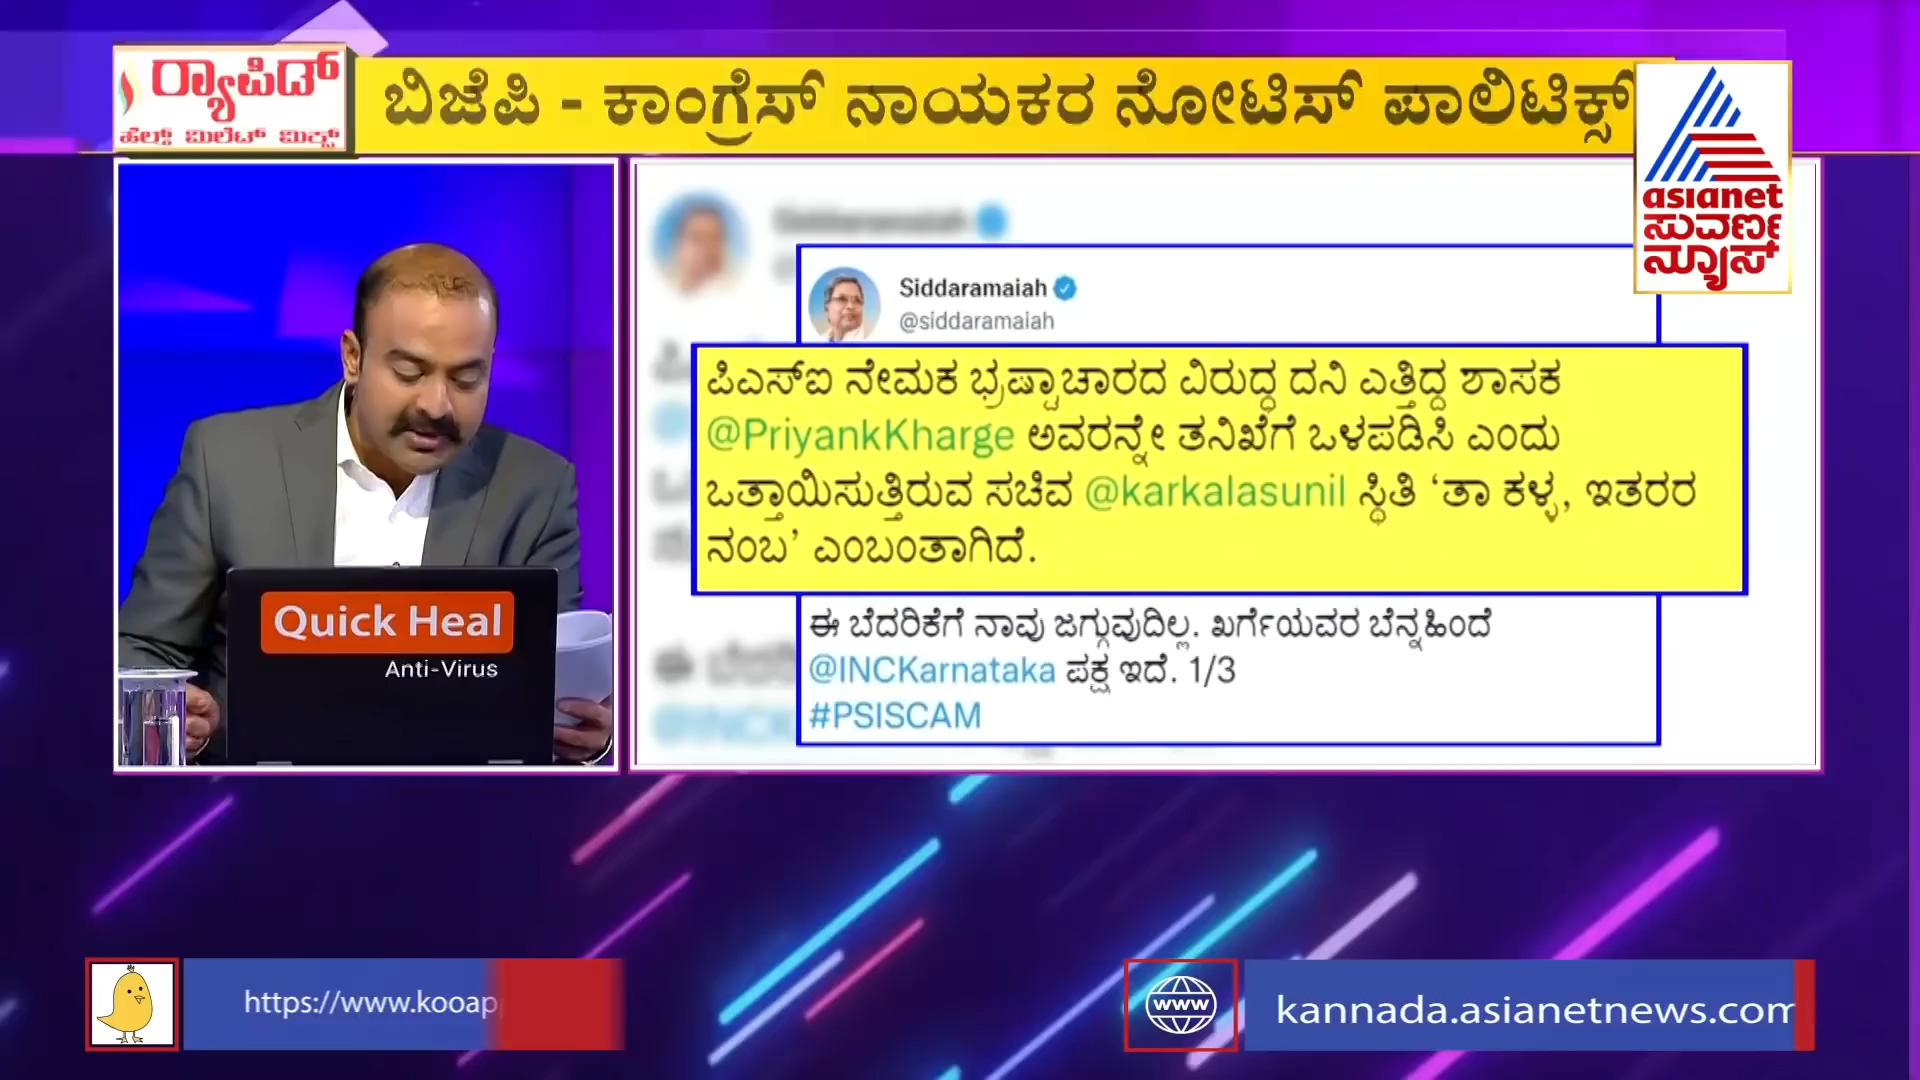 ರ‍್ಯಾಪಿಡ್
ಹೆಲ್ತ್ ಮಿಲೆಟ್ ಮಿಕ್ಸ್
ಬಿಜೆಪಿ - ಕಾಂಗ್ರೆಸ್ ನಾಯಕರ ನೋಟಿಸ್ ಪಾಲಿಟಿಕ್ಸ್
asianet
ಸುವರ್ಣ
ನ್ಯೂಸ್
Siddaramaiah
Siddaramaiah
@siddaramaiah
ಪಿಎಸ್‌ಐ ನೇಮಕ ಭ್ರಷ್ಟಾಚಾರದ ವಿರುದ್ಧ ದನಿ ಎತ್ತಿದ್ದ ಶಾಸಕ
@PriyankKharge ಅವರನ್ನೇ ತನಿಖೆಗೆ ಒಳಪಡಿಸಿ ಎಂದು
ಒತ್ತಾಯಿಸುತ್ತಿರುವ ಸಚಿವ @karkalasunil ಸ್ಥಿತಿ ‘ತಾ ಕಳ್ಳ, ಇತರರ
ನಂಬ’ ಎಂಬಂತಾಗಿದೆ.
ಈ ಬೆದರಿಕೆಗೆ ನಾವು ಜಗ್ಗುವುದಿಲ್ಲ. ಖರ್ಗೆಯವರ ಬೆನ್ನಹಿಂದೆ
@INCKarnataka ಪಕ್ಷ ಇದೆ. 1/3
#PSISCAM
Quick Heal
Anti-Virus
https://www.kooap
www
kannada.asianetnews.com